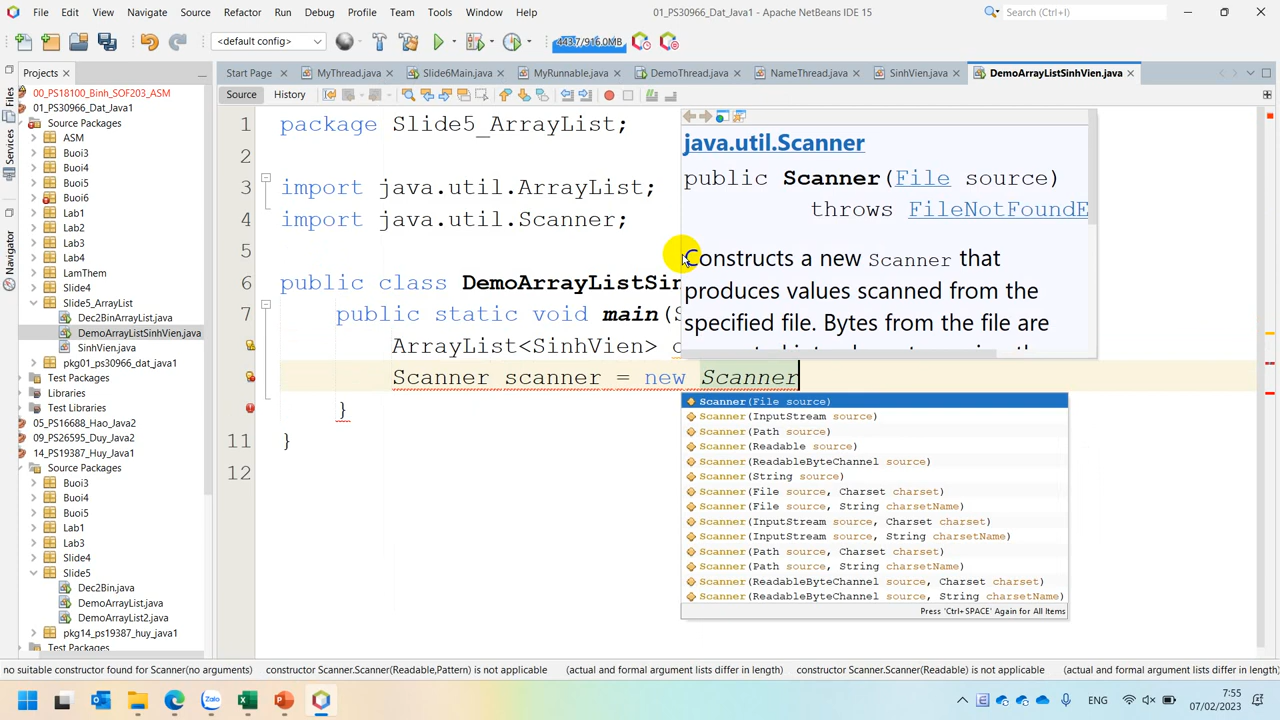 File Edit View Navigate Source Refactor Run Debug Profile Team Tools Window Help
01_PS30966_Dat_Java1 - Apache NetBeans IDE 15
Search (Ctrl+I)
<default config>
443.7/916.0MB
Projects
Start Page
MyThread.java
Slide6Main.java
MyRunnable.java
DemoThread.java
NameThread.java
SinhVien.java
DemoArrayListSinhVien.java
Source History
Files
Services
Navigator
00_PS18100_Binh_SOF203_ASM
01_PS30966_Dat_Java1
Source Packages
ASM
Buoi3
Buoi4
Buoi5
Buoi6
Lab1
Lab2
Lab3
Lab4
LamThem
Slide4
Slide5_ArrayList
Dec2BinArrayList.java
DemoArrayListSinhVien.java
SinhVien.java
pkg01_ps30966_dat_java1
Test Packages
Libraries
Test Libraries
05_PS16688_Hao_Java2
09_PS26595_Duy_Java2
14_PS19387_Huy_Java1
Source Packages
Buoi3
Buoi4
Buoi5
Lab1
Lab3
Slide4
Slide5
Dec2Bin.java
DemoArrayList.java
DemoArrayList2.java
pkg14_ps19387_huy_java1
Test Packages
1 package Slide5_ArrayList;
2
3 import java.util.ArrayList;
4 import java.util.Scanner;
5
6 public class DemoArrayListSin
7 public static void main(S
ArrayList<SinhVien>
Scanner scanner = new Scanner
}
11 }
12
java.util.Scanner
public Scanner(File source)
throws FileNotFoundE
Constructs a new Scanner that
produces values scanned from the
specified file. Bytes from the file are
Scanner(File source)
Scanner(InputStream source)
Scanner(Path source)
Scanner(Readable source)
Scanner(ReadableByteChannel source)
Scanner(String source)
Scanner(File source, Charset charset)
Scanner(File source, String charsetName)
Scanner(InputStream source, Charset charset)
Scanner(InputStream source, String charsetName)
Scanner(Path source, Charset charset)
Scanner(Path source, String charsetName)
Scanner(ReadableByteChannel source, Charset charset)
Scanner(ReadableByteChannel source, String charsetName)
Press 'Ctrl+SPACE' Again for All Items
no suitable constructor found for Scanner(no arguments) constructor Scanner.Scanner(Readable,Pattern) is not applicable (actual and formal argument lists differ in length) constructor Scanner.Scanner(Readable) is not applicable (actual and formal argument lists differ in length)
Zalo
ENG
7:55
07/02/2023